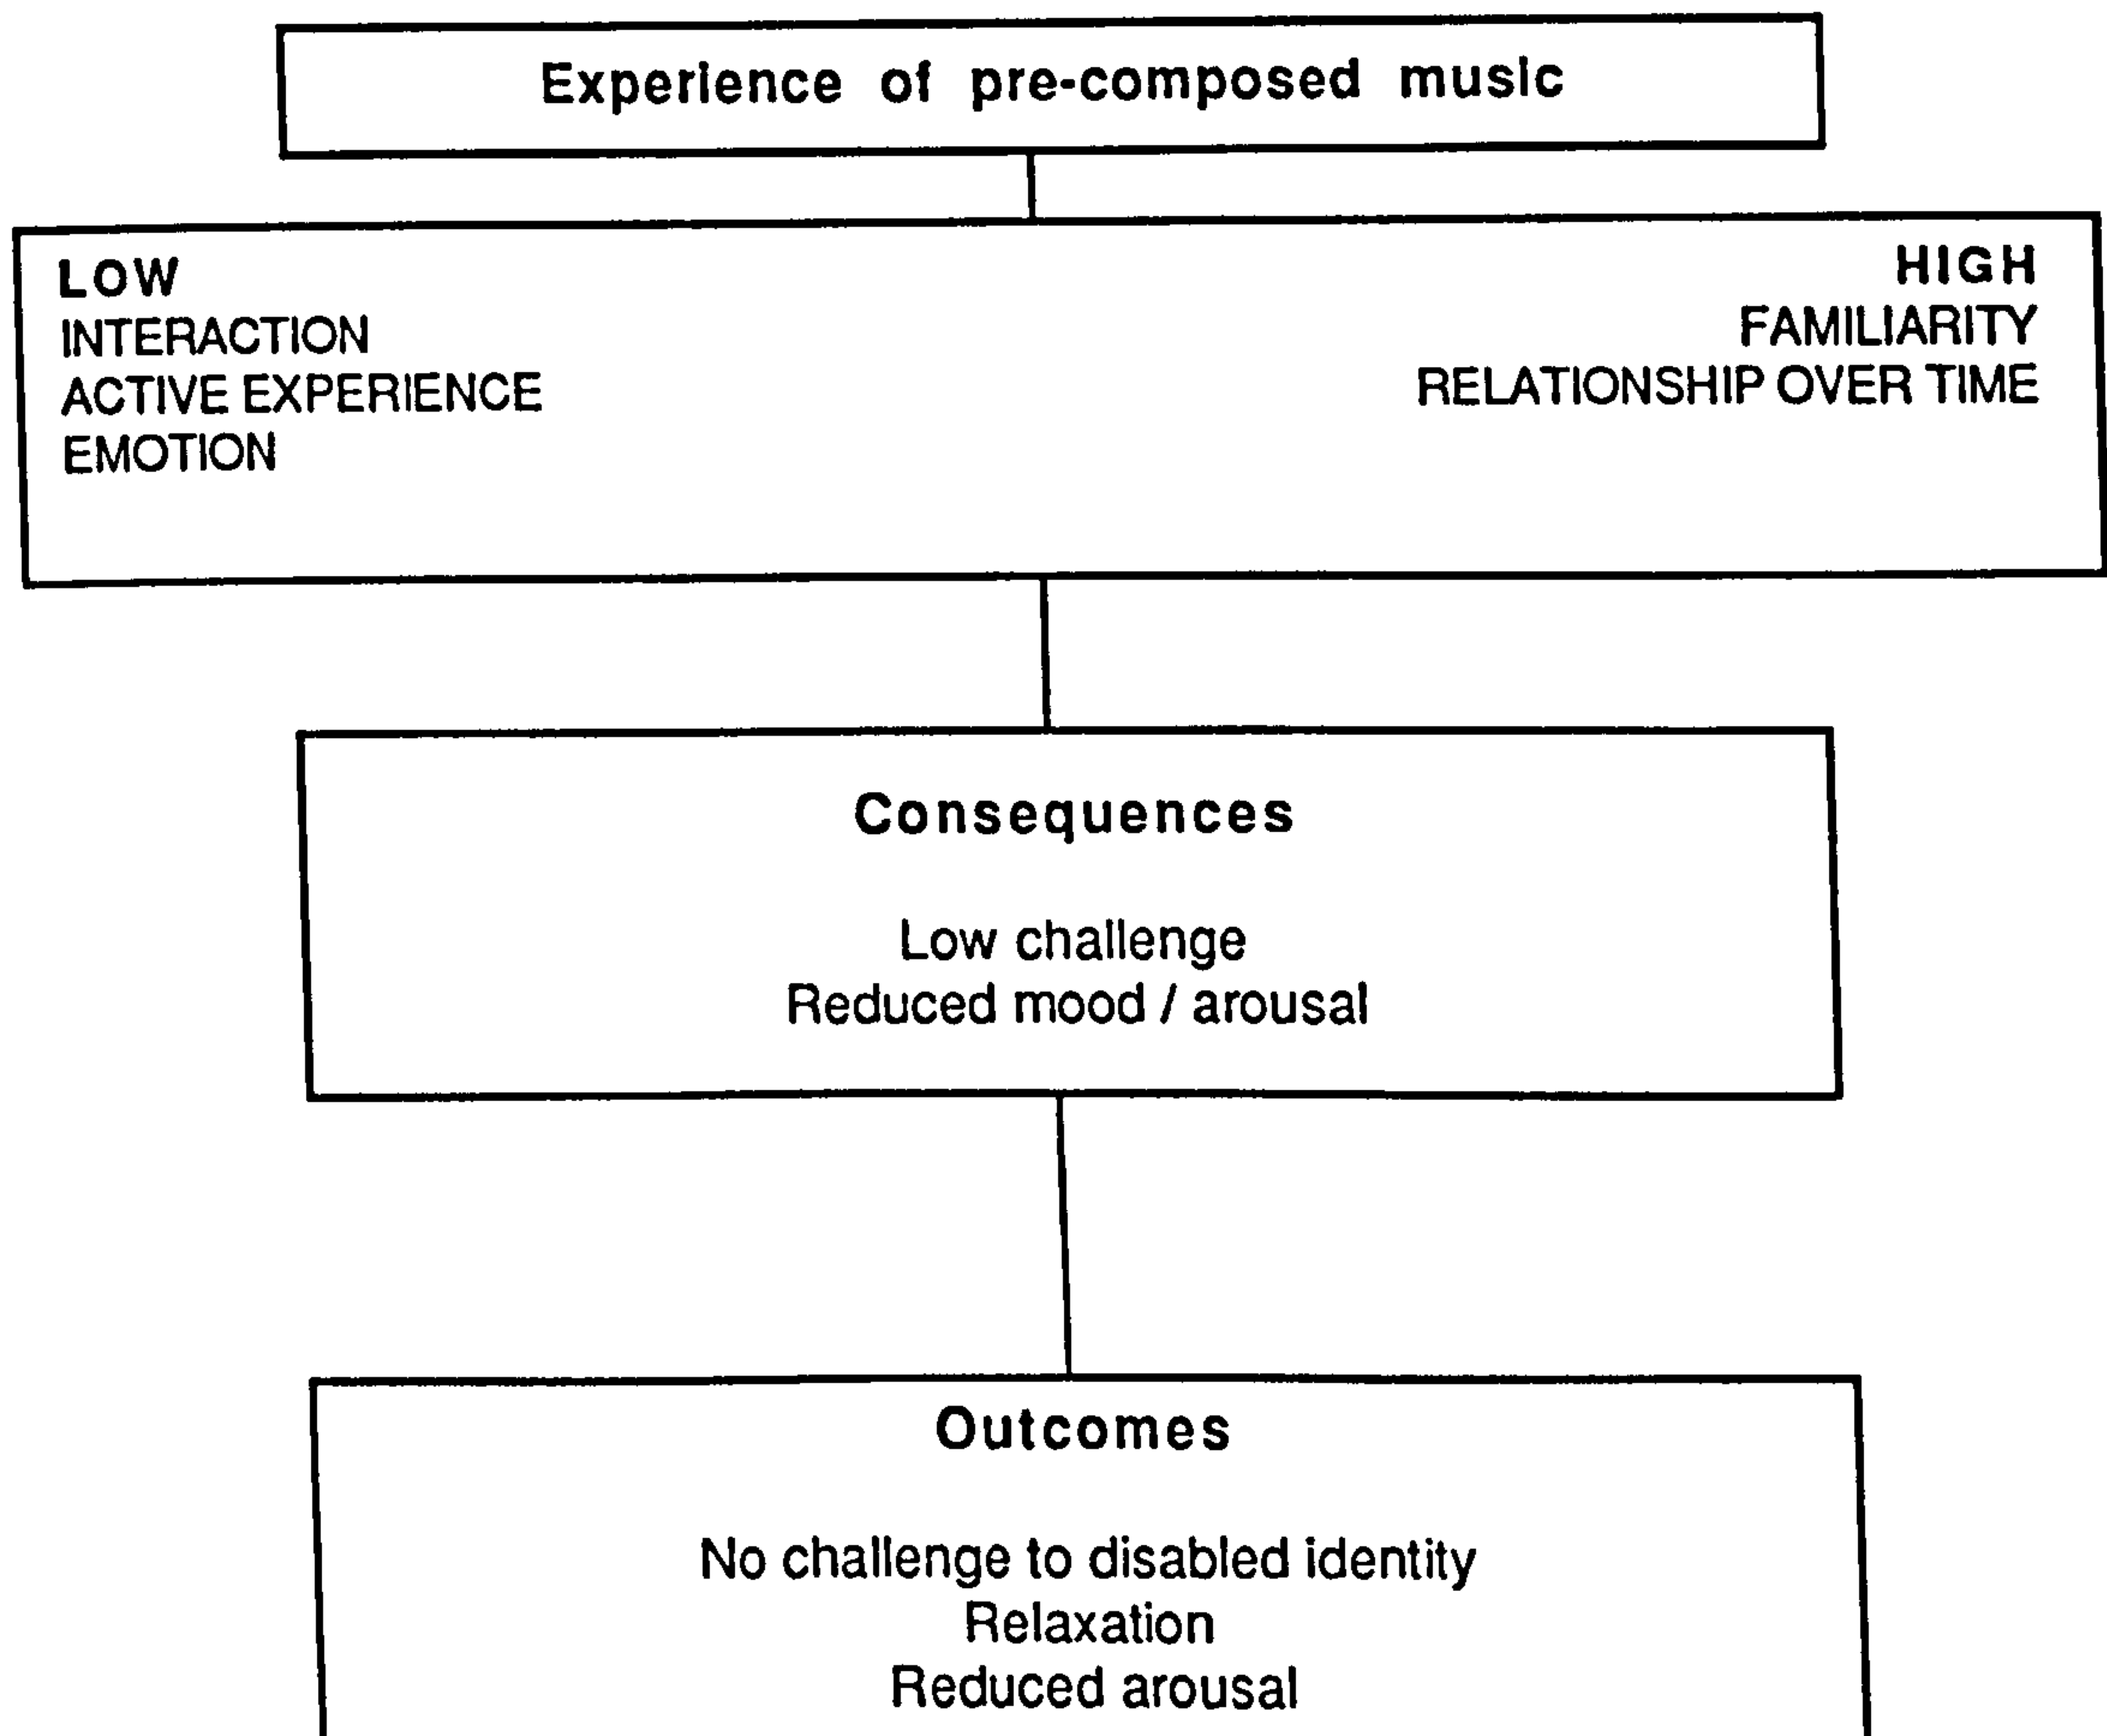 Experience of pre-composed music
LOW
INTERACTION
ACTIVE EXPERIENCE
EMOTION
HIGH
FAMILIARITY
RELATIONSHIP OVER TIME
Consequences
Low challenge
Reduced mood / arousal
Outcomes
No challenge to disabled identity
Relaxation
Reduced arousal